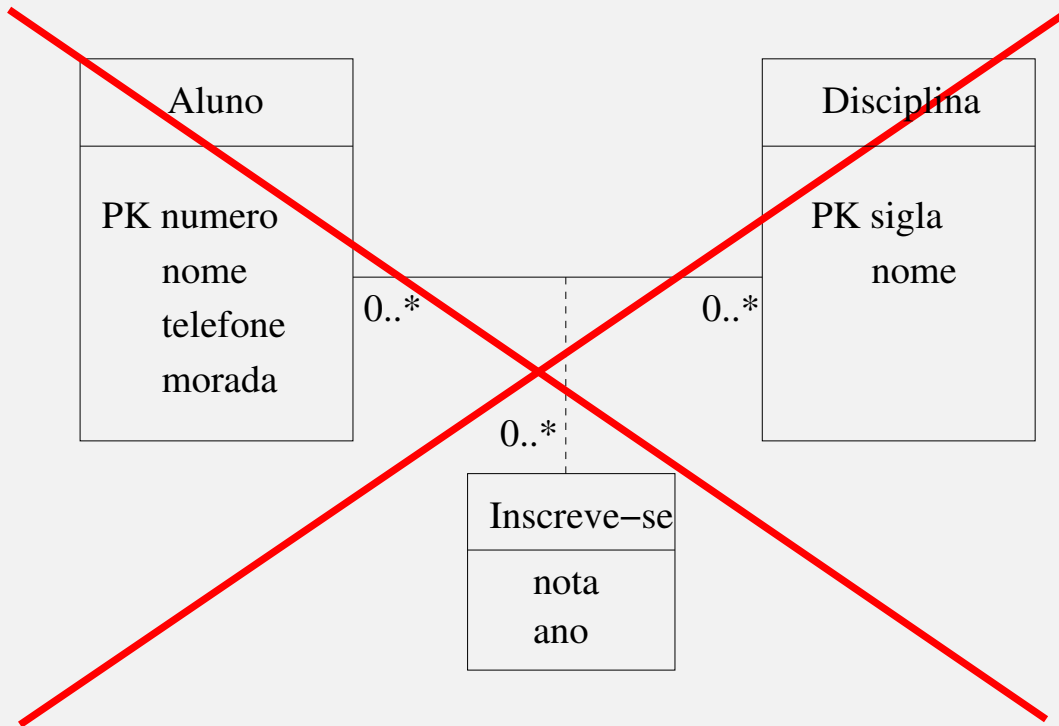 Aluno
PK numero
nome
telefone
morada
0..*
0..*
Disciplina
PK sigla
nome
0..*
Inscreve−se
nota
ano